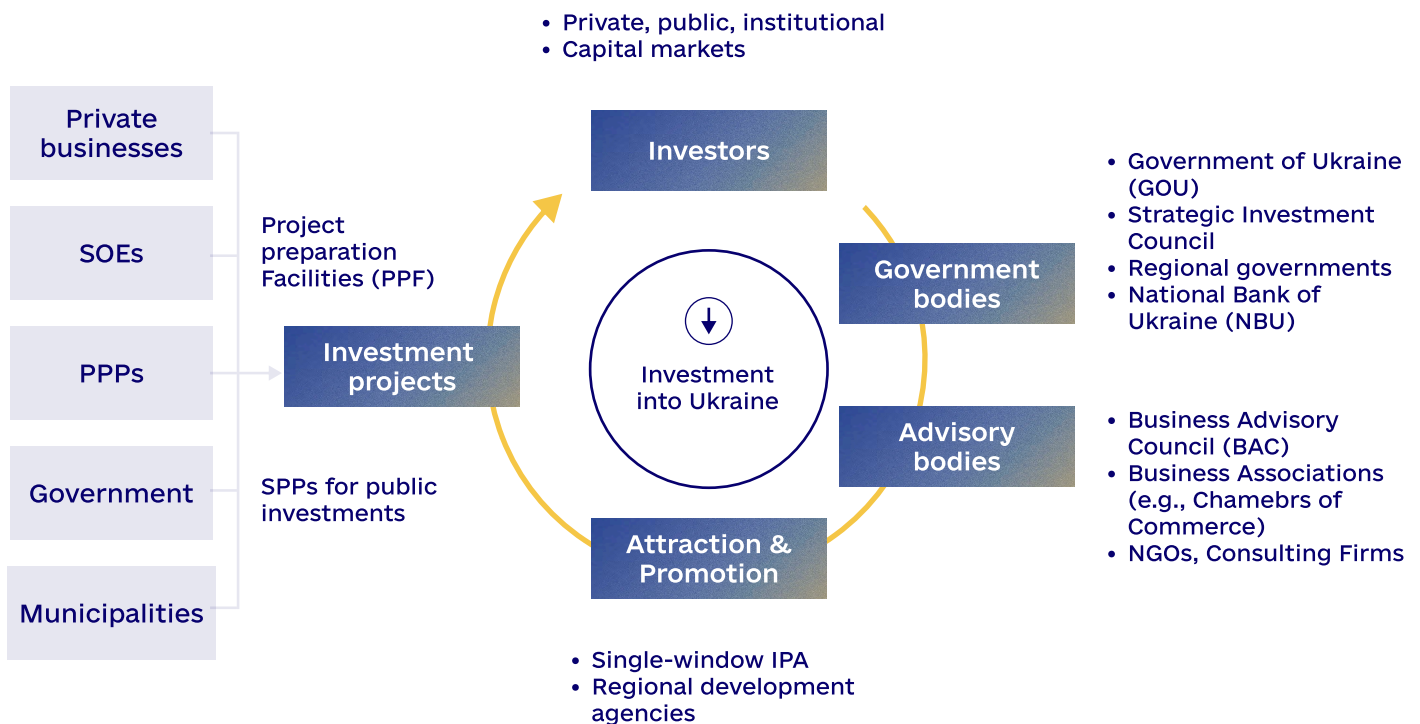 • Private, public, institutional
• Capital markets
Private
businesses
SOEs
PPPs
Government
Municipalities
Project
preparation
Facilities (PPF)
SPPs for public
investments
Investment
projects
Investors
Investment
into Ukraine
Government
bodies
Advisory
bodies
Attraction &
Promotion
• Government of Ukraine
(GOU)
• Strategic Investment
Council
• Regional governments
• National Bank of
Ukraine (NBU)
• Business Advisory
Council (BAC)
• Business Associations
(e.g., Chamebrs of
Commerce)
• NGOs, Consulting Firms
• Single-window IPA
• Regional development
agencies